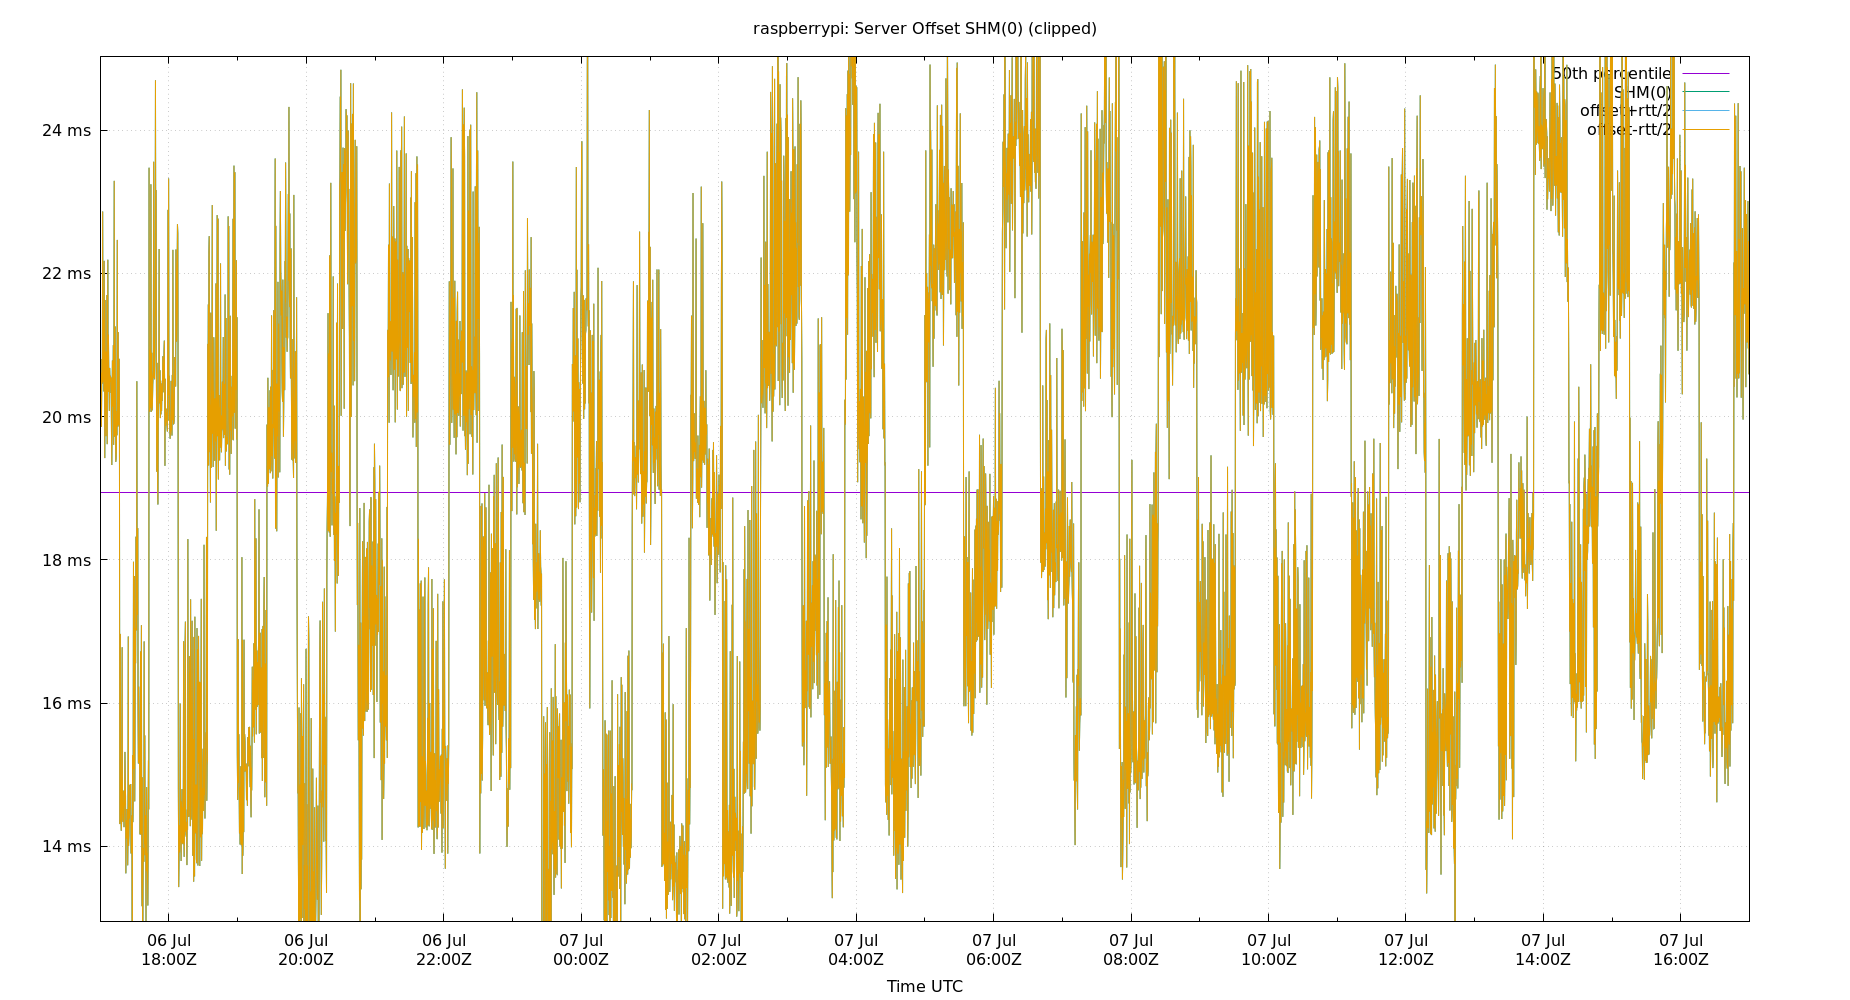 raspberrypi: Server Offset SHM(0) (clipped)
50th percentile
SHM(0)
offset+rtt/2
offset-rtt/2
24 ms
22 ms
20 ms
18 ms
16 ms
14 ms
06 Jul 06 Jul 06 Jul 07 Jul 07 Jul 07 Jul 07 Jul 07 Jul 07 Jul 07 Jul 07 Jul 07 Jul
18:00Z 20:00Z 22:00Z 00:00Z 02:00Z 04:00Z 06:00Z 08:00Z 10:00Z 12:00Z 14:00Z 16:00Z
Time UTC